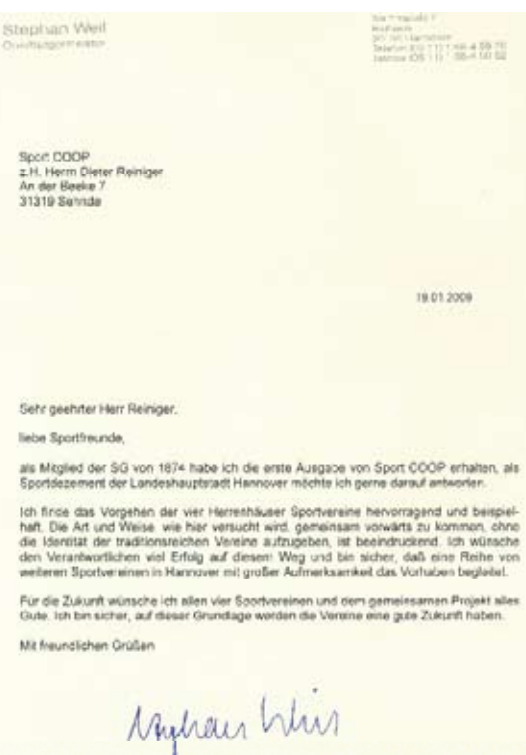 Stephan Weil
Oberbürgermeister
Sport COOP
z.H. Herrn Dieter Reiniger
An der Beeke 7
31319 Sehnde
19.01.2009
Sehr geehrter Herr Reiniger,
liebe Sportfreunde,
als Mitglied der SG von 1874 habe ich die erste Ausgabe von Sport COOP erhalten, als
Sportdezernent der Landeshauptstadt Hannover möchte ich gerne darauf antworten.
Ich finde das Vorgehen der vier Herrenhäuser Sportvereine hervorragend und beispiel-
haft. Die Art und Weise, wie hier versucht wird, gemeinsam vorwärts zu kommen, ohne
die Identität der traditionsreichen Vereine aufzugeben, ist beeindruckend. Ich wünsche
den Verantwortlichen viel Erfolg auf diesem Weg und bin sicher, daß eine Reihe von
weiteren Sportvereinen in Hannover mit großer Aufmerksamkeit das Vorhaben begleitet.
Für die Zukunft wünsche ich allen vier Sportvereinen und dem gemeinsamen Projekt alles
Gute. Ich bin sicher, auf dieser Grundlage werden die Vereine eine gute Zukunft haben.
Mit freundlichen Grüßen